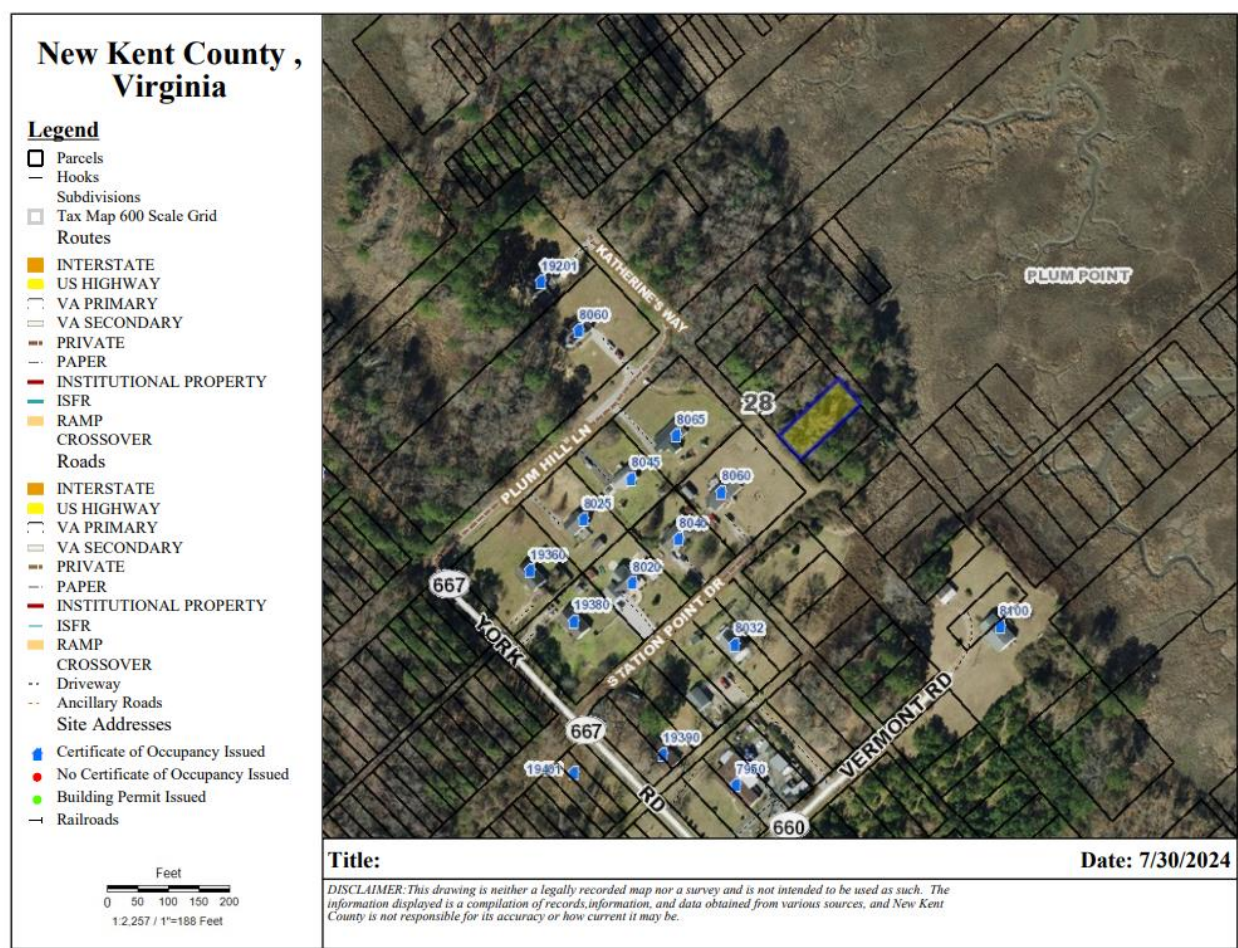 New Kent County ,
Virginia
Legend
Parcels
Hooks
Subdivisions
Tax Map 600 Scale Grid
Routes
INTERSTATE
US HIGHWAY
VA PRIMARY
VA SECONDARY
PRIVATE
PAPER
INSTITUTIONAL PROPERTY
ISFR
RAMP
CROSSOVER
Roads
INTERSTATE
US HIGHWAY
VA PRIMARY
VA SECONDARY
PRIVATE
PAPER
INSTITUTIONAL PROPERTY
ISFR
RAMP
CROSSOVER
Driveway
Ancillary Roads
Site Addresses
Certificate of Occupancy Issued
No Certificate of Occupancy Issued
Building Permit Issued
Railroads
Feet
0 50 100 150 200
1:2,257 / 1"=188 Feet
19201
KATHERINE'S WAY
PLUM POINT
8060
28
8065
PLUM HILL LN
8045
8060
8025
8040
19360
8020
667
19380
STATION POINT DR
8032
8100
YORK
VERMONT RD
667
19390
19401
7950
RD
660
Title:
Date: 7/30/2024
DISCLAIMER:This drawing is neither a legally recorded map nor a survey and is not intended to be used as such. The
information displayed is a compilation of records,information, and data obtained from various sources, and New Kent
County is not responsible for its accuracy or how current it may be.